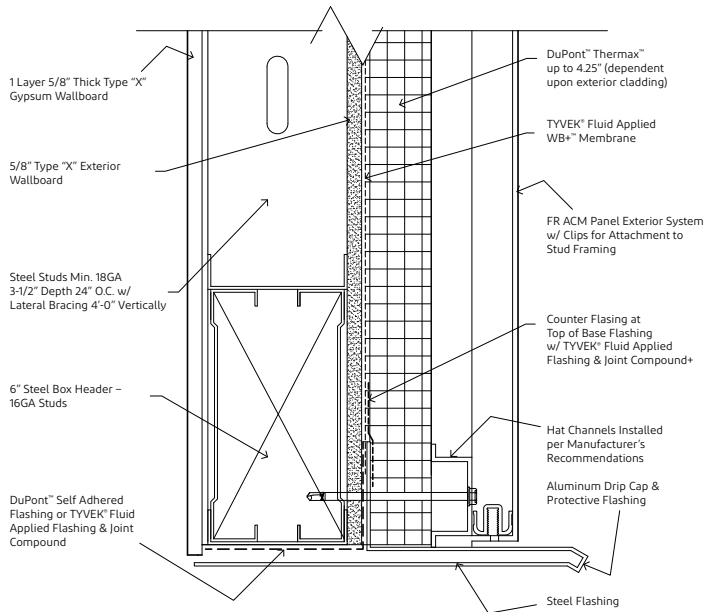 1 Layer 5/8" Thick Type "X"
Gypsum Wallboard
5/8" Type "X" Exterior
Wallboard
Steel Studs Min. 18GA
3-1/2" Depth 24" O.C. w/
Lateral Bracing 4'-0" Vertically
6" Steel Box Header –
16GA Studs
DuPont™ Self Adhered
Flashing or TYVEK® Fluid
Applied Flashing & Joint
Compound
DuPont™ Thermax™
up to 4.25" (dependent
upon exterior cladding)
TYVEK® Fluid Applied
WB+™ Membrane
FR ACM Panel Exterior System
w/ Clips for Attachment to
Stud Framing
Counter Flasing at
Top of Base Flashing
w/ TYVEK® Fluid Applied
Flashing & Joint Compound+
Hat Channels Installed
per Manufacturer's
Recommendations
Aluminum Drip Cap &
Protective Flashing
Steel Flashing